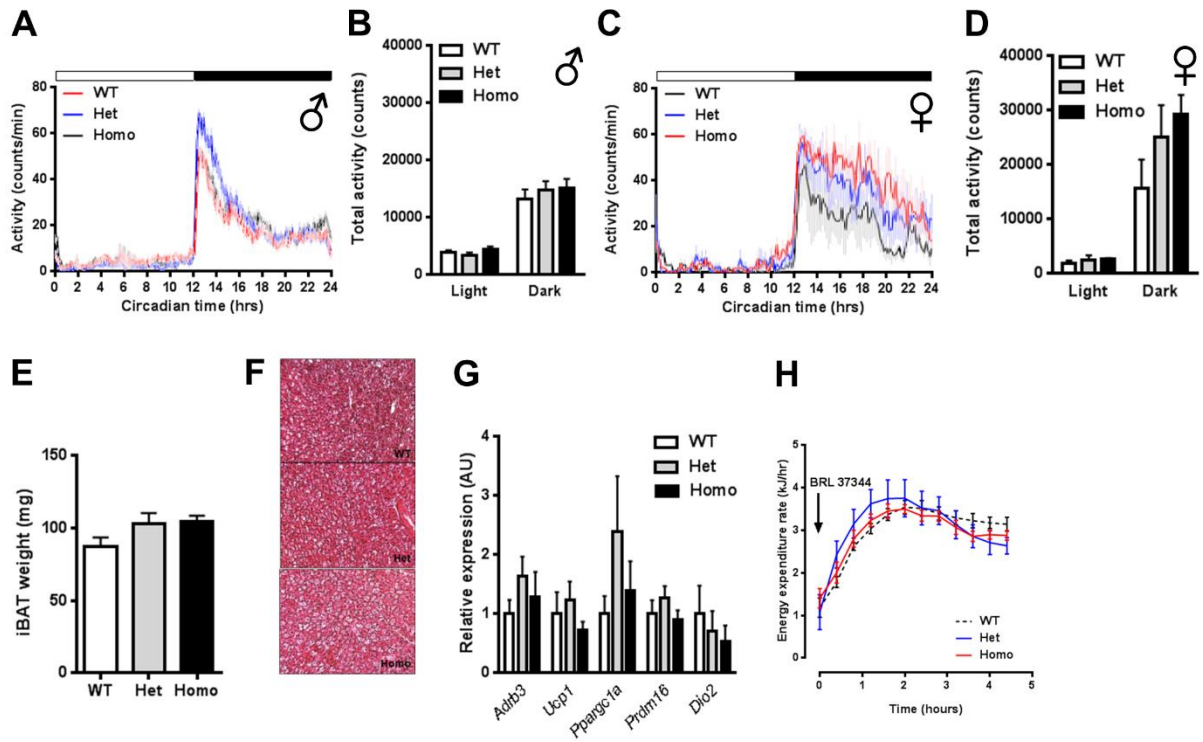 A
♂
WT
Het
Homo
Activity (counts/min)
80
60
40
20
0
0 2 4 6 8 10 12 14 16 18 20 22 24
Circadian time (hrs)
B
♂
WT
Het
Homo
Total activity (counts)
40000
30000
20000
10000
0
Light Dark
C
♀
WT
Het
Homo
Activity (counts/min)
80
60
40
20
0
0 2 4 6 8 10 12 14 16 18 20 22 24
Circadian time (hrs)
D
♀
WT
Het
Homo
Total activity (counts)
40000
30000
20000
10000
0
Light Dark
E
iBAT weight (mg)
150
100
50
0
WT Het Homo
F
WT
Het
Homo
G
WT
Het
Homo
Relative expression (AU)
4
3
2
1
0
Adrb3 Ucp1 Ppargc1a Prdm16 Dio2
H
BRL 37344
Energy expenditure rate (kJ/hr)
5
4
3
2
1
0
WT
Het
Homo
0 1 2 3 4 5
Time (hours)